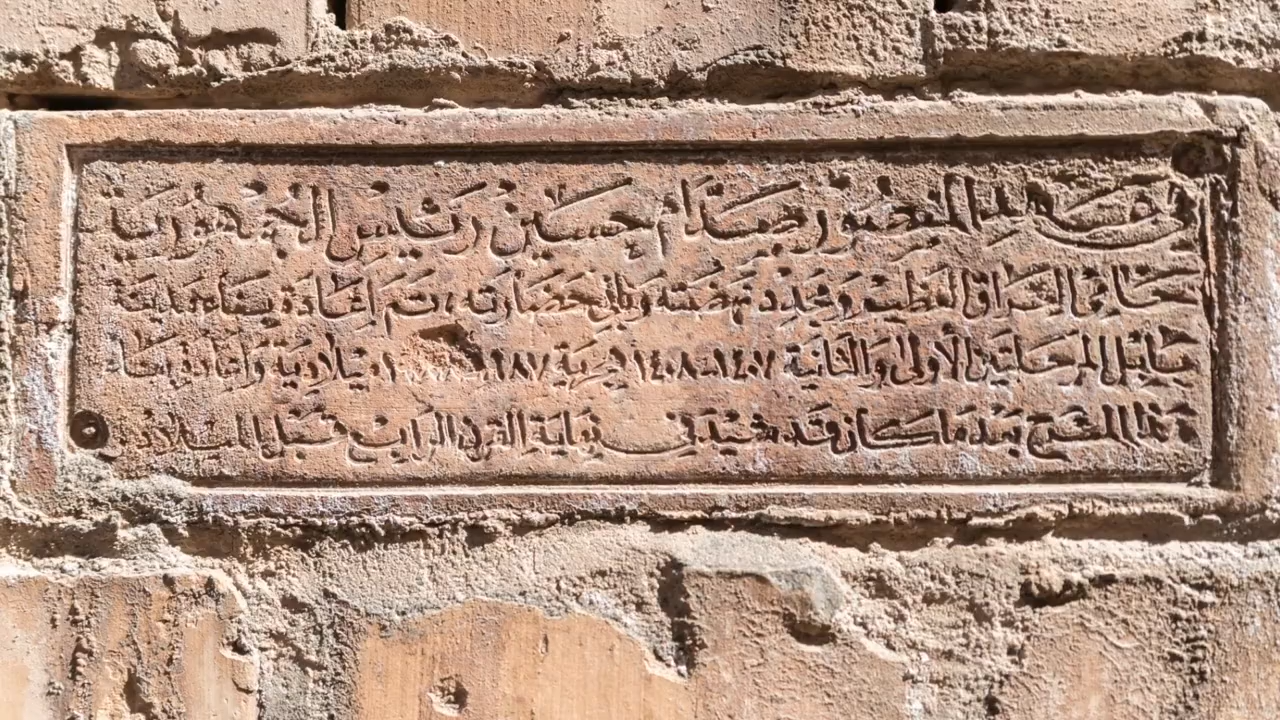 في عهد المنصور صدام حسين رئيس الجمهورية
حامي العراق العظيم ومجدد نهضته وباني حضارته، تم اعادة بناء مدينة
بابل المرحلتين الأولى والثانية ١٤٠٧-١٤٠٨ هجرية ١٩٨٧ ميلادية واعادة بناء
هذا المسرح بعدما كان قد شيد في نهاية القرن الرابع قبل الميلاد